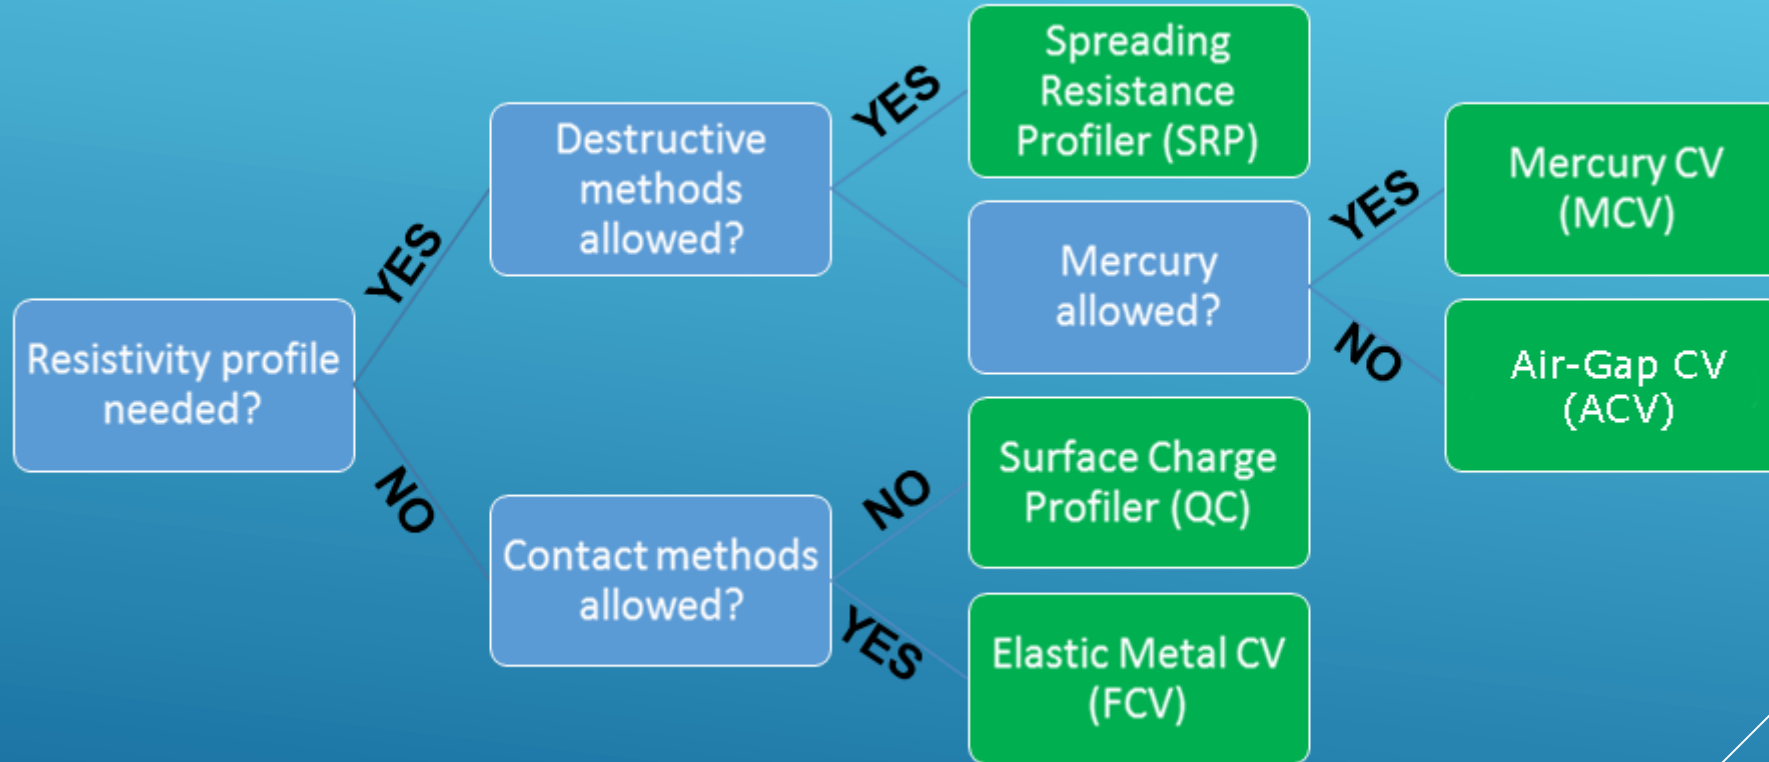 Resistivity profile
needed?
YES
NO
Destructive
methods
allowed?
YES
Spreading
Resistance
Profiler (SRP)
Mercury
allowed?
YES
Mercury CV
(MCV)
NO
Air-Gap CV
(ACV)
Contact methods
allowed?
NO
Surface Charge
Profiler (QC)
YES
Elastic Metal CV
(FCV)